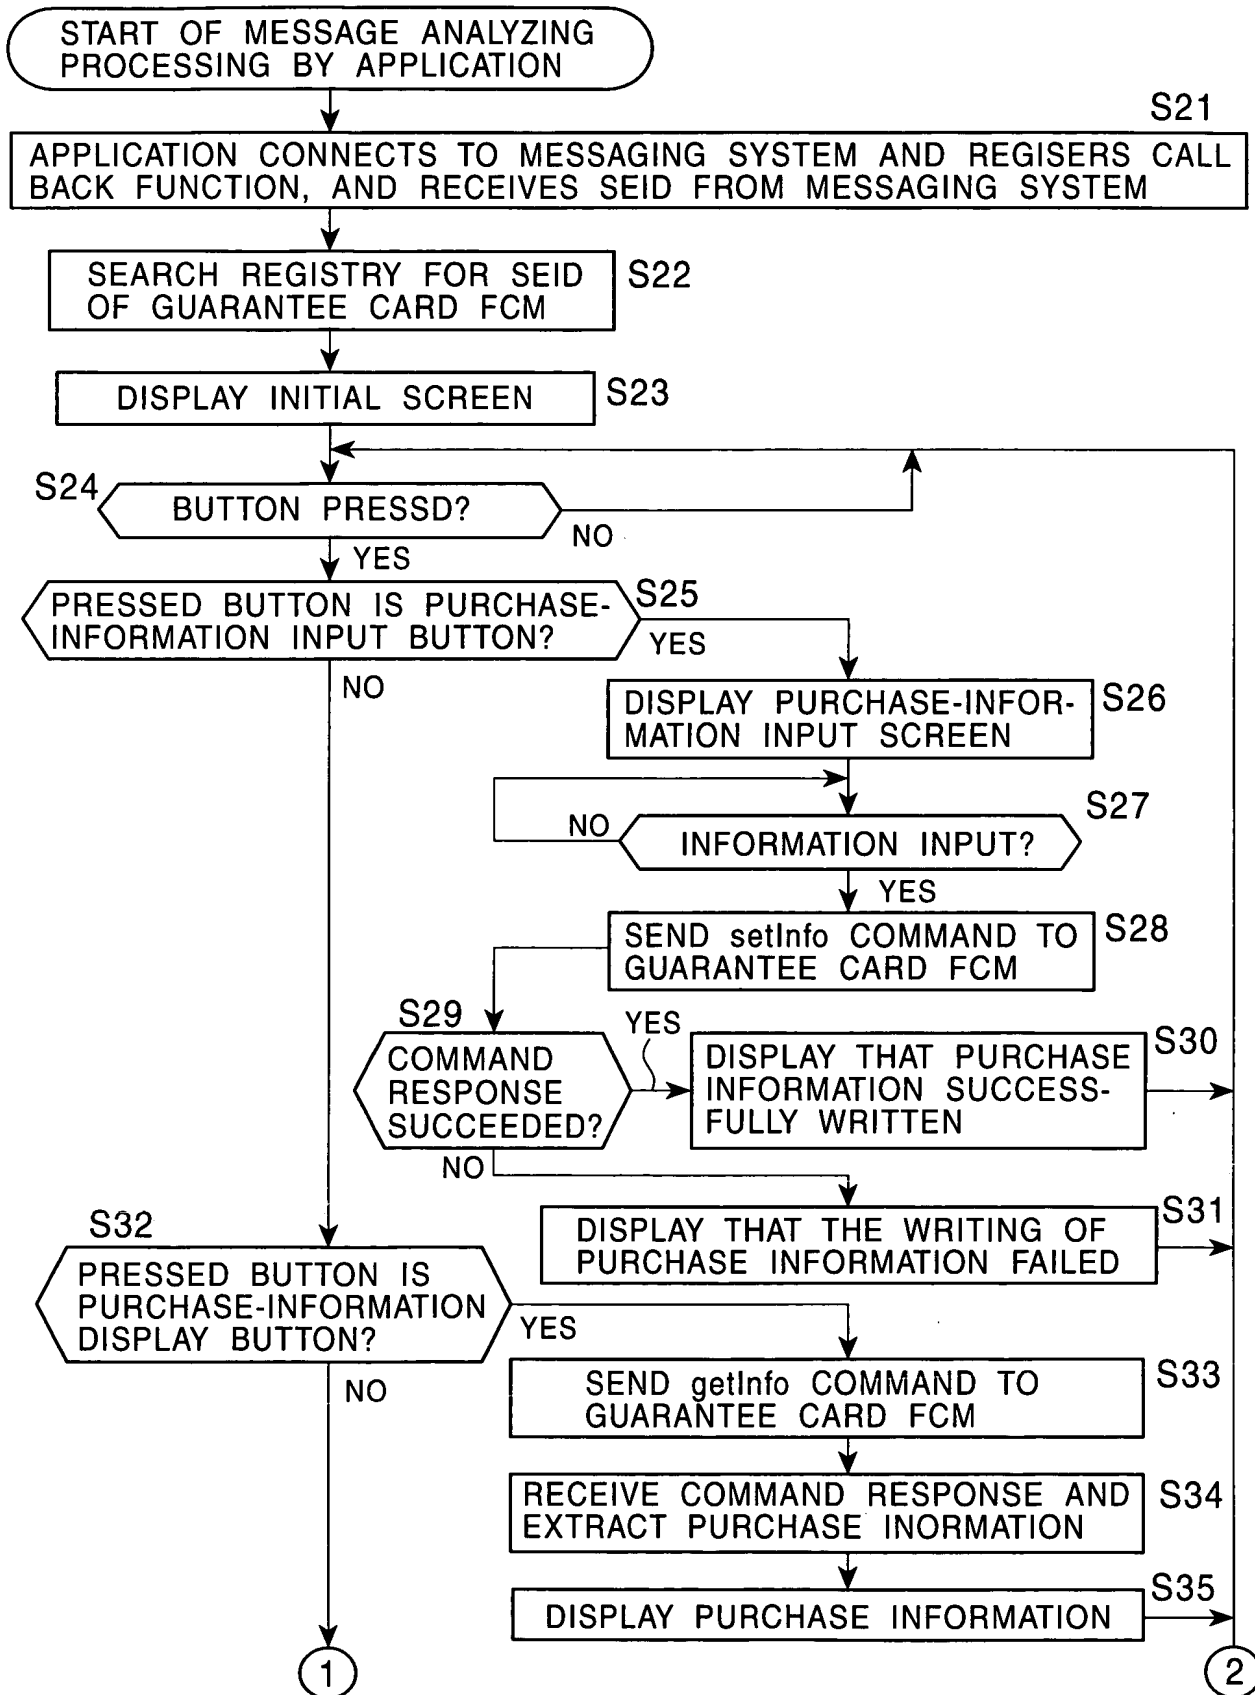 START OF MESSAGE ANALYZING
PROCESSING BY APPLICATION
S21
APPLICATION CONNECTS TO MESSAGING SYSTEM AND REGISERS CALL
BACK FUNCTION, AND RECEIVES SEID FROM MESSAGING SYSTEM
SEARCH REGISTRY FOR SEID
OF GUARANTEE CARD FCM
S22
DISPLAY INITIAL SCREEN
S23
S24
BUTTON PRESSD?
NO
YES
PRESSED BUTTON IS PURCHASE-
INFORMATION INPUT BUTTON?
S25
YES
NO
DISPLAY PURCHASE-INFOR-
MATION INPUT SCREEN
S26
S27
NO
INFORMATION INPUT?
YES
SEND setInfo COMMAND TO
GUARANTEE CARD FCM
S28
S29
COMMAND
RESPONSE
SUCCEEDED?
YES
DISPLAY THAT PURCHASE
INFORMATION SUCCESS-
FULLY WRITTEN
S30
NO
DISPLAY THAT THE WRITING OF
PURCHASE INFORMATION FAILED
S31
S32
PRESSED BUTTON IS
PURCHASE-INFORMATION
DISPLAY BUTTON?
YES
NO
SEND getInfo COMMAND TO
GUARANTEE CARD FCM
S33
RECEIVE COMMAND RESPONSE AND
EXTRACT PURCHASE INORMATION
S34
DISPLAY PURCHASE INFORMATION
S35
1
2